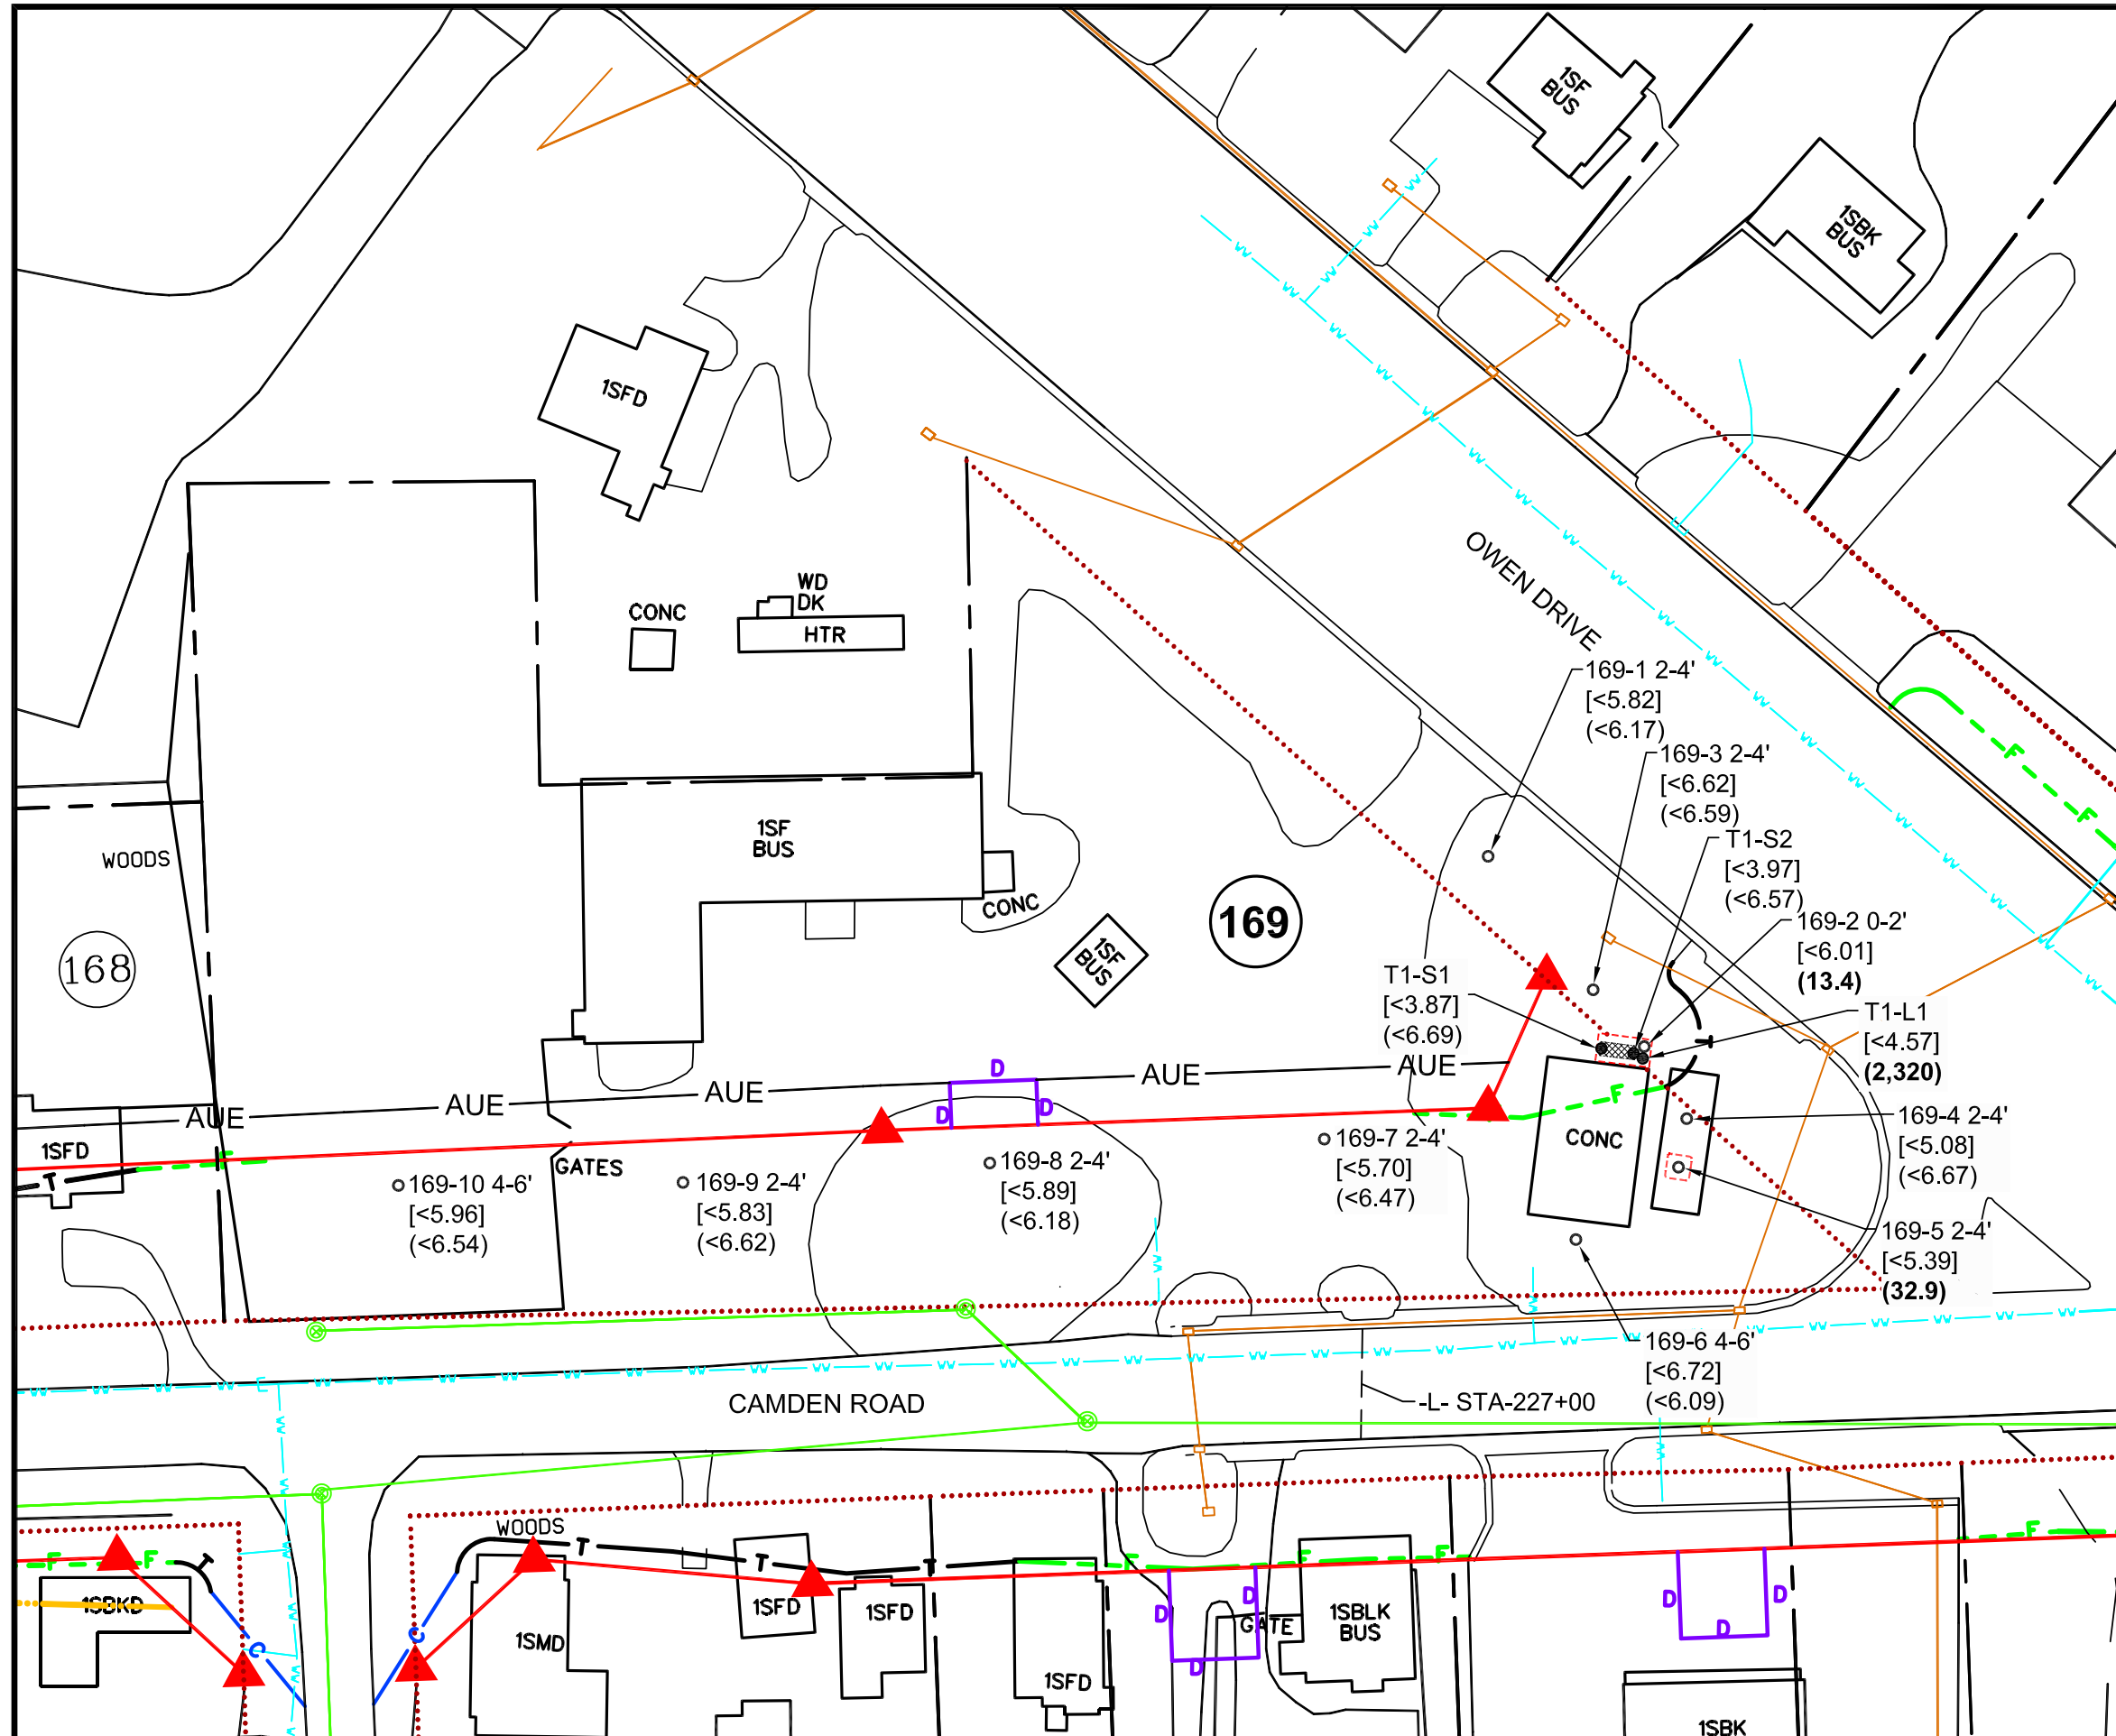 1SF
BUS
1SBK
BUS
W W W
W W W W W W W W W W W W W W W W
1SFD
OWEN DRIVE
WD
DK
CONC
HTR
169-1 2-4'
[<5.82]
(<6.17)
F
F
169-3 2-4'
[<6.62]
(<6.59)
1SF
BUS
WOODS
T1-S2
[<3.97]
(<6.57)
CONC
169
169-2 0-2'
[<6.01]
(13.4)
168
1SF
BUS
T1-S1
[<3.87]
(<6.69)
T1-L1
[<4.57]
(2,320)
T
AUE AUE AUE AUE AUE
D
D D
F
169-4 2-4'
[<5.08]
(<6.67)
CONC
1SFD
T F
GATES
169-7 2-4'
[<5.70]
(<6.47)
169-8 2-4'
[<5.89]
(<6.18)
169-9 2-4'
[<5.83]
(<6.62)
169-10 4-6'
[<5.96]
(<6.54)
169-5 2-4'
[<5.39]
(32.9)
W
169-6 4-6'
[<6.72]
(<6.09)
W W W W W W W W W W W W W W W W W W W W W W W W W W W W
CAMDEN ROAD
-L- STA-227+00
WOODS
F F T
T T T
F F F
F
1SBKD
C
C
1SMD
1SFD
1SFD
1SFD
D D
D
GATE
1SBLK
BUS
D D
D
1SBK